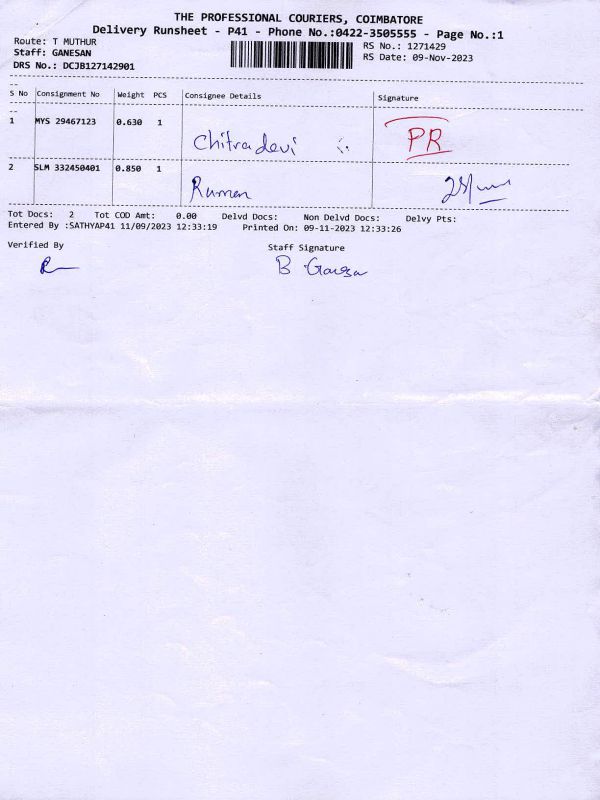 THE PROFESSIONAL COURIERS, COIMBATORE
Delivery Runsheet - P41 - Phone No.:0422-3505555 - Page No.:1
Route: T MUTHUR
RS No.: 1271429
Staff: GANESAN
RS Date: 09-Nov-2023
DRS No.: DCJB127142901
S No Consignment No Weight PCS Consignee Details Signature
1 MYS 29467123 0.630 1 Chitradevi PR
2 SLM 332450401 0.850 1
Tot Docs: 2 Tot COD Amt: 0.00 Delvd Docs: Non Delvd Docs: Delvy Pts:
Entered By :SATHYAP41 11/09/2023 12:33:19 Printed On: 09-11-2023 12:33:26
Verified By Staff Signature
B